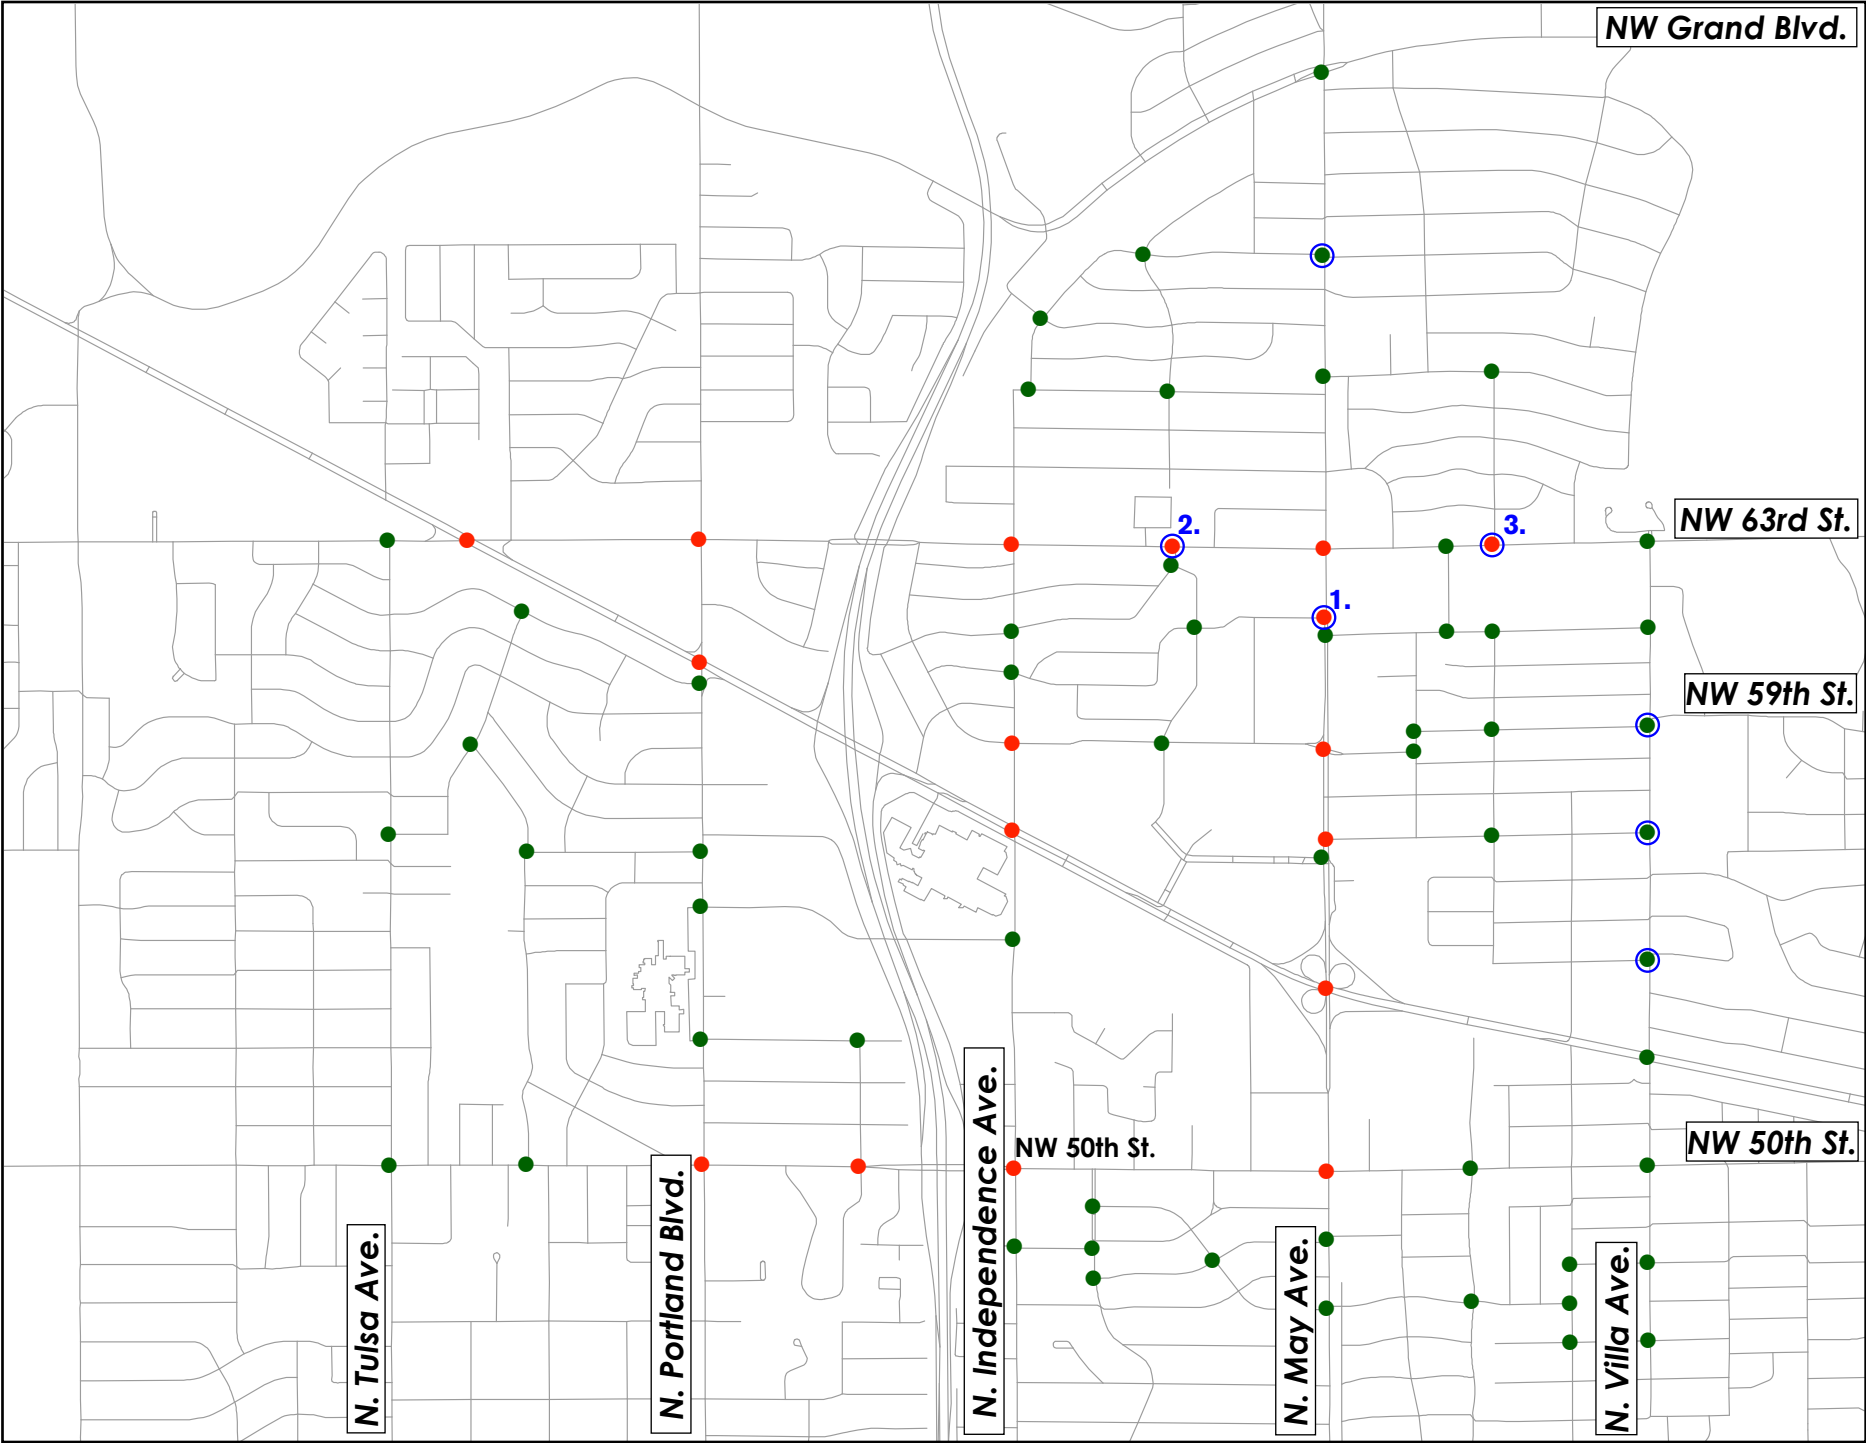 NW Grand Blvd.
NW 63rd St.
2.
3.
1.
NW 59th St.
NW 50th St.
NW 50th St.
N. Tulsa Ave.
N. Portland Blvd.
N. Independence Ave.
N. May Ave.
N. Villa Ave.